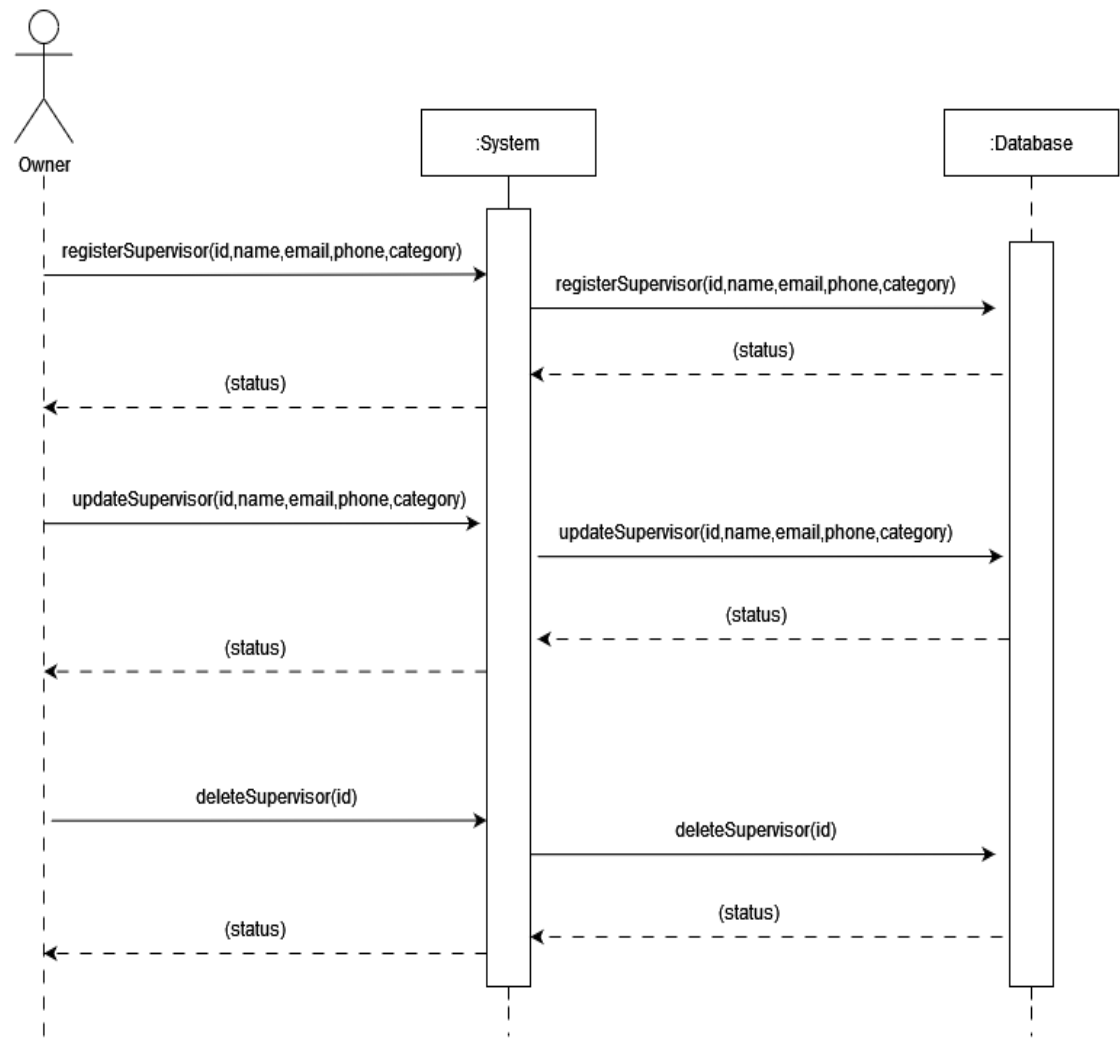 Owner
:System
:Database
registerSupervisor(id,name,email,phone,category)
registerSupervisor(id,name,email,phone,category)
(status)
(status)
updateSupervisor(id,name,email,phone,category)
updateSupervisor(id,name,email,phone,category)
(status)
(status)
deleteSupervisor(id)
deleteSupervisor(id)
(status)
(status)